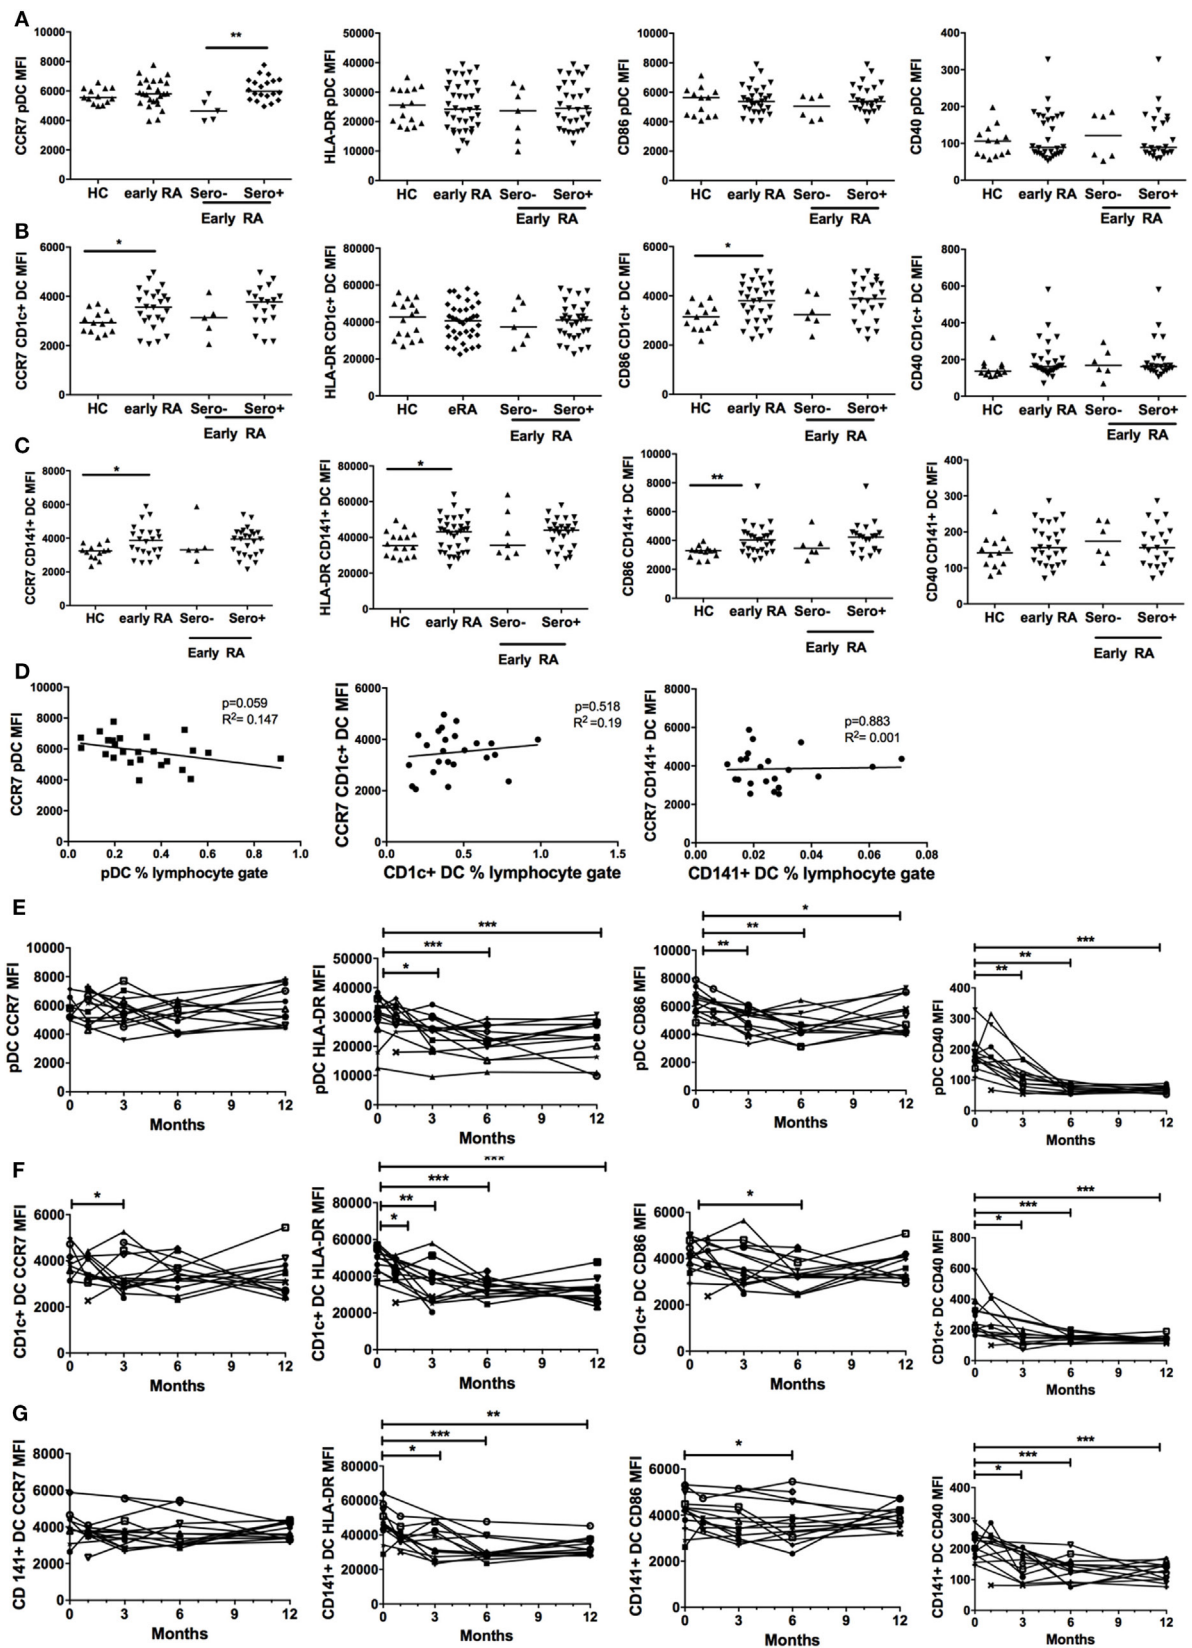 A
CCR7 pDC MFI
10000
8000
6000
4000
2000
0
**
HC early RA Sero- Sero+
Early RA
HLA-DR pDC MFI
50000
40000
30000
20000
10000
0
HC early RA Sero- Sero+
Early RA
CD86 pDC MFI
10000
8000
6000
4000
2000
0
HC early RA Sero- Sero+
Early RA
CD40 pDC MFI
400
300
200
100
0
HC early RA Sero- Sero+
Early RA
B
CCR7 CD1c+ DC MFI
6000
4000
2000
0
*
HC early RA Sero- Sero+
Early RA
HLA-DR CD1c+ DC MFI
80000
60000
40000
20000
0
HC eRA Sero- Sero+
Early RA
CD86 CD1c+ DC MFI
6000
4000
2000
0
*
HC early RA Sero- Sero+
Early RA
CD40 CD1c+ DC MFI
800
600
400
200
0
HC early RA Sero- Sero+
Early RA
C
CCR7 CD141+ DC MFI
8000
6000
4000
2000
0
*
HC early RA Sero- Sero+
Early RA
HLA-DR CD141+ DC MFI
80000
60000
40000
20000
0
*
HC early RA Sero- Sero+
Early RA
CD86 CD141+ DC MFI
10000
8000
6000
4000
2000
0
**
HC early RA Sero- Sero+
Early RA
CD40 CD141+ DC MFI
400
300
200
100
0
HC early RA Sero- Sero+
Early RA
D
CCR7 pDC MFI
10000
8000
6000
4000
2000
0
p=0.059
R²= 0.147
0.0 0.2 0.4 0.6 0.8 1.0
pDC % lymphocyte gate
CCR7 CD1c+ DC MFI
6000
4000
2000
0
p=0.518
R²=0.19
0.0 0.5 1.0 1.5
CD1c+ DC % lymphocyte gate
CCR7 CD141+ DC MFI
8000
6000
4000
2000
0
p=0.883
R²= 0.001
0.00 0.02 0.04 0.06 0.08
CD141+ DC % lymphocyte gate
E
pDC CCR7 MFI
10000
8000
6000
4000
2000
0
0 3 6 9 12
Months
pDC HLA-DR MFI
***
***
*
50000
40000
30000
20000
10000
0
0 3 6 9 12
Months
pDC CD86 MFI
*
**
**
10000
8000
6000
4000
2000
0
0 3 6 9 12
Months
pDC CD40 MFI
***
**
**
400
300
200
100
0
0 3 6 9 12
Months
F
CD1c+ DC CCR7 MFI
*
6000
4000
2000
0
0 3 6 9 12
Months
CD1c+ DC HLA-DR MFI
***
***
**
*
80000
60000
40000
20000
0
0 3 6 9 12
Months
CD1c+ DC CD86 MFI
*
6000
4000
2000
0
0 3 6 9 12
Months
CD1c+ DC CD40 MFI
***
***
*
800
600
400
200
0
0 3 6 9 12
Months
G
CD 141+ DC CCR7 MFI
8000
6000
4000
2000
0
0 3 6 9 12
Months
CD141+ DC HLA-DR MFI
**
***
*
80000
60000
40000
20000
0
0 3 6 9 12
Months
CD141+ DC CD86 MFI
*
6000
4000
2000
0
0 3 6 9 12
Months
CD141+ DC CD40 MFI
***
***
*
400
300
200
100
0
0 3 6 9 12
Months